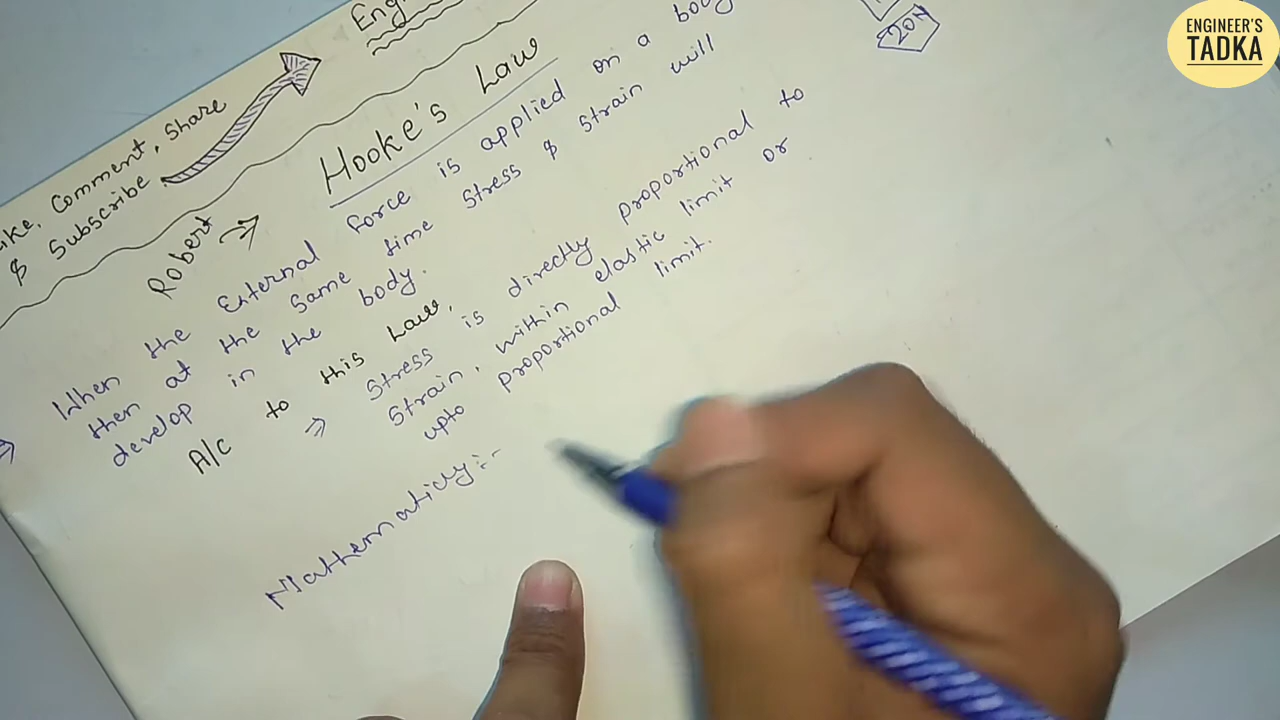 Eng
ENGINEER'S
TADKA
20N
Like, Comment, Share
& Subscribe
Hooke's Law
Robert
When the External force is applied on a body
then at the same time stress & strain will
develop in the body.
A/c to this Law,
⇒ Stress is directly proportional to
Strain, within elastic limit or
upto proportional limit.
Mathematicly:-